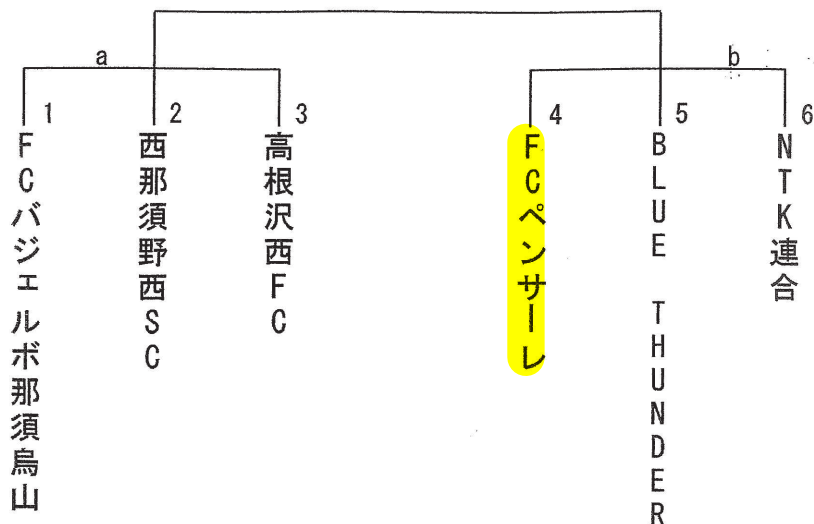 a
b
1
2
3
4
5
6
FCバジェルボ那須烏山
西那須野西SC
高根沢西FC
FCペンサーレ
BLUE THUNDER
NTK連合